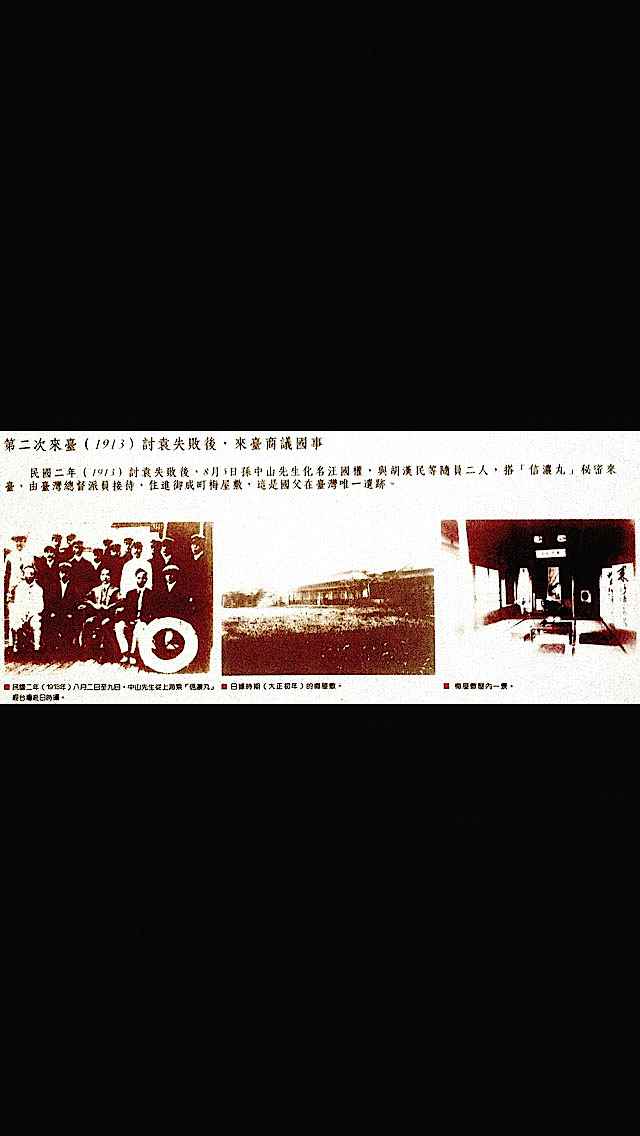 第二次來臺(1913)討袁失敗後，來臺商議國事
民國二年(1913)討袁失敗後，8月5日孫中山先生化名汪國權，與胡漢民等隨員二人，搭「信濃丸」秘密來
臺，由臺灣總督派員接待，住進御成町梅屋敷，這是國父在臺灣唯一遺跡。
民國二年(1913年)八月二日至九日，中山先生從上海乘「信濃丸」
經台灣赴日時攝。
日據時期(大正初年)的梅屋敷。
梅屋敷屋內一景。